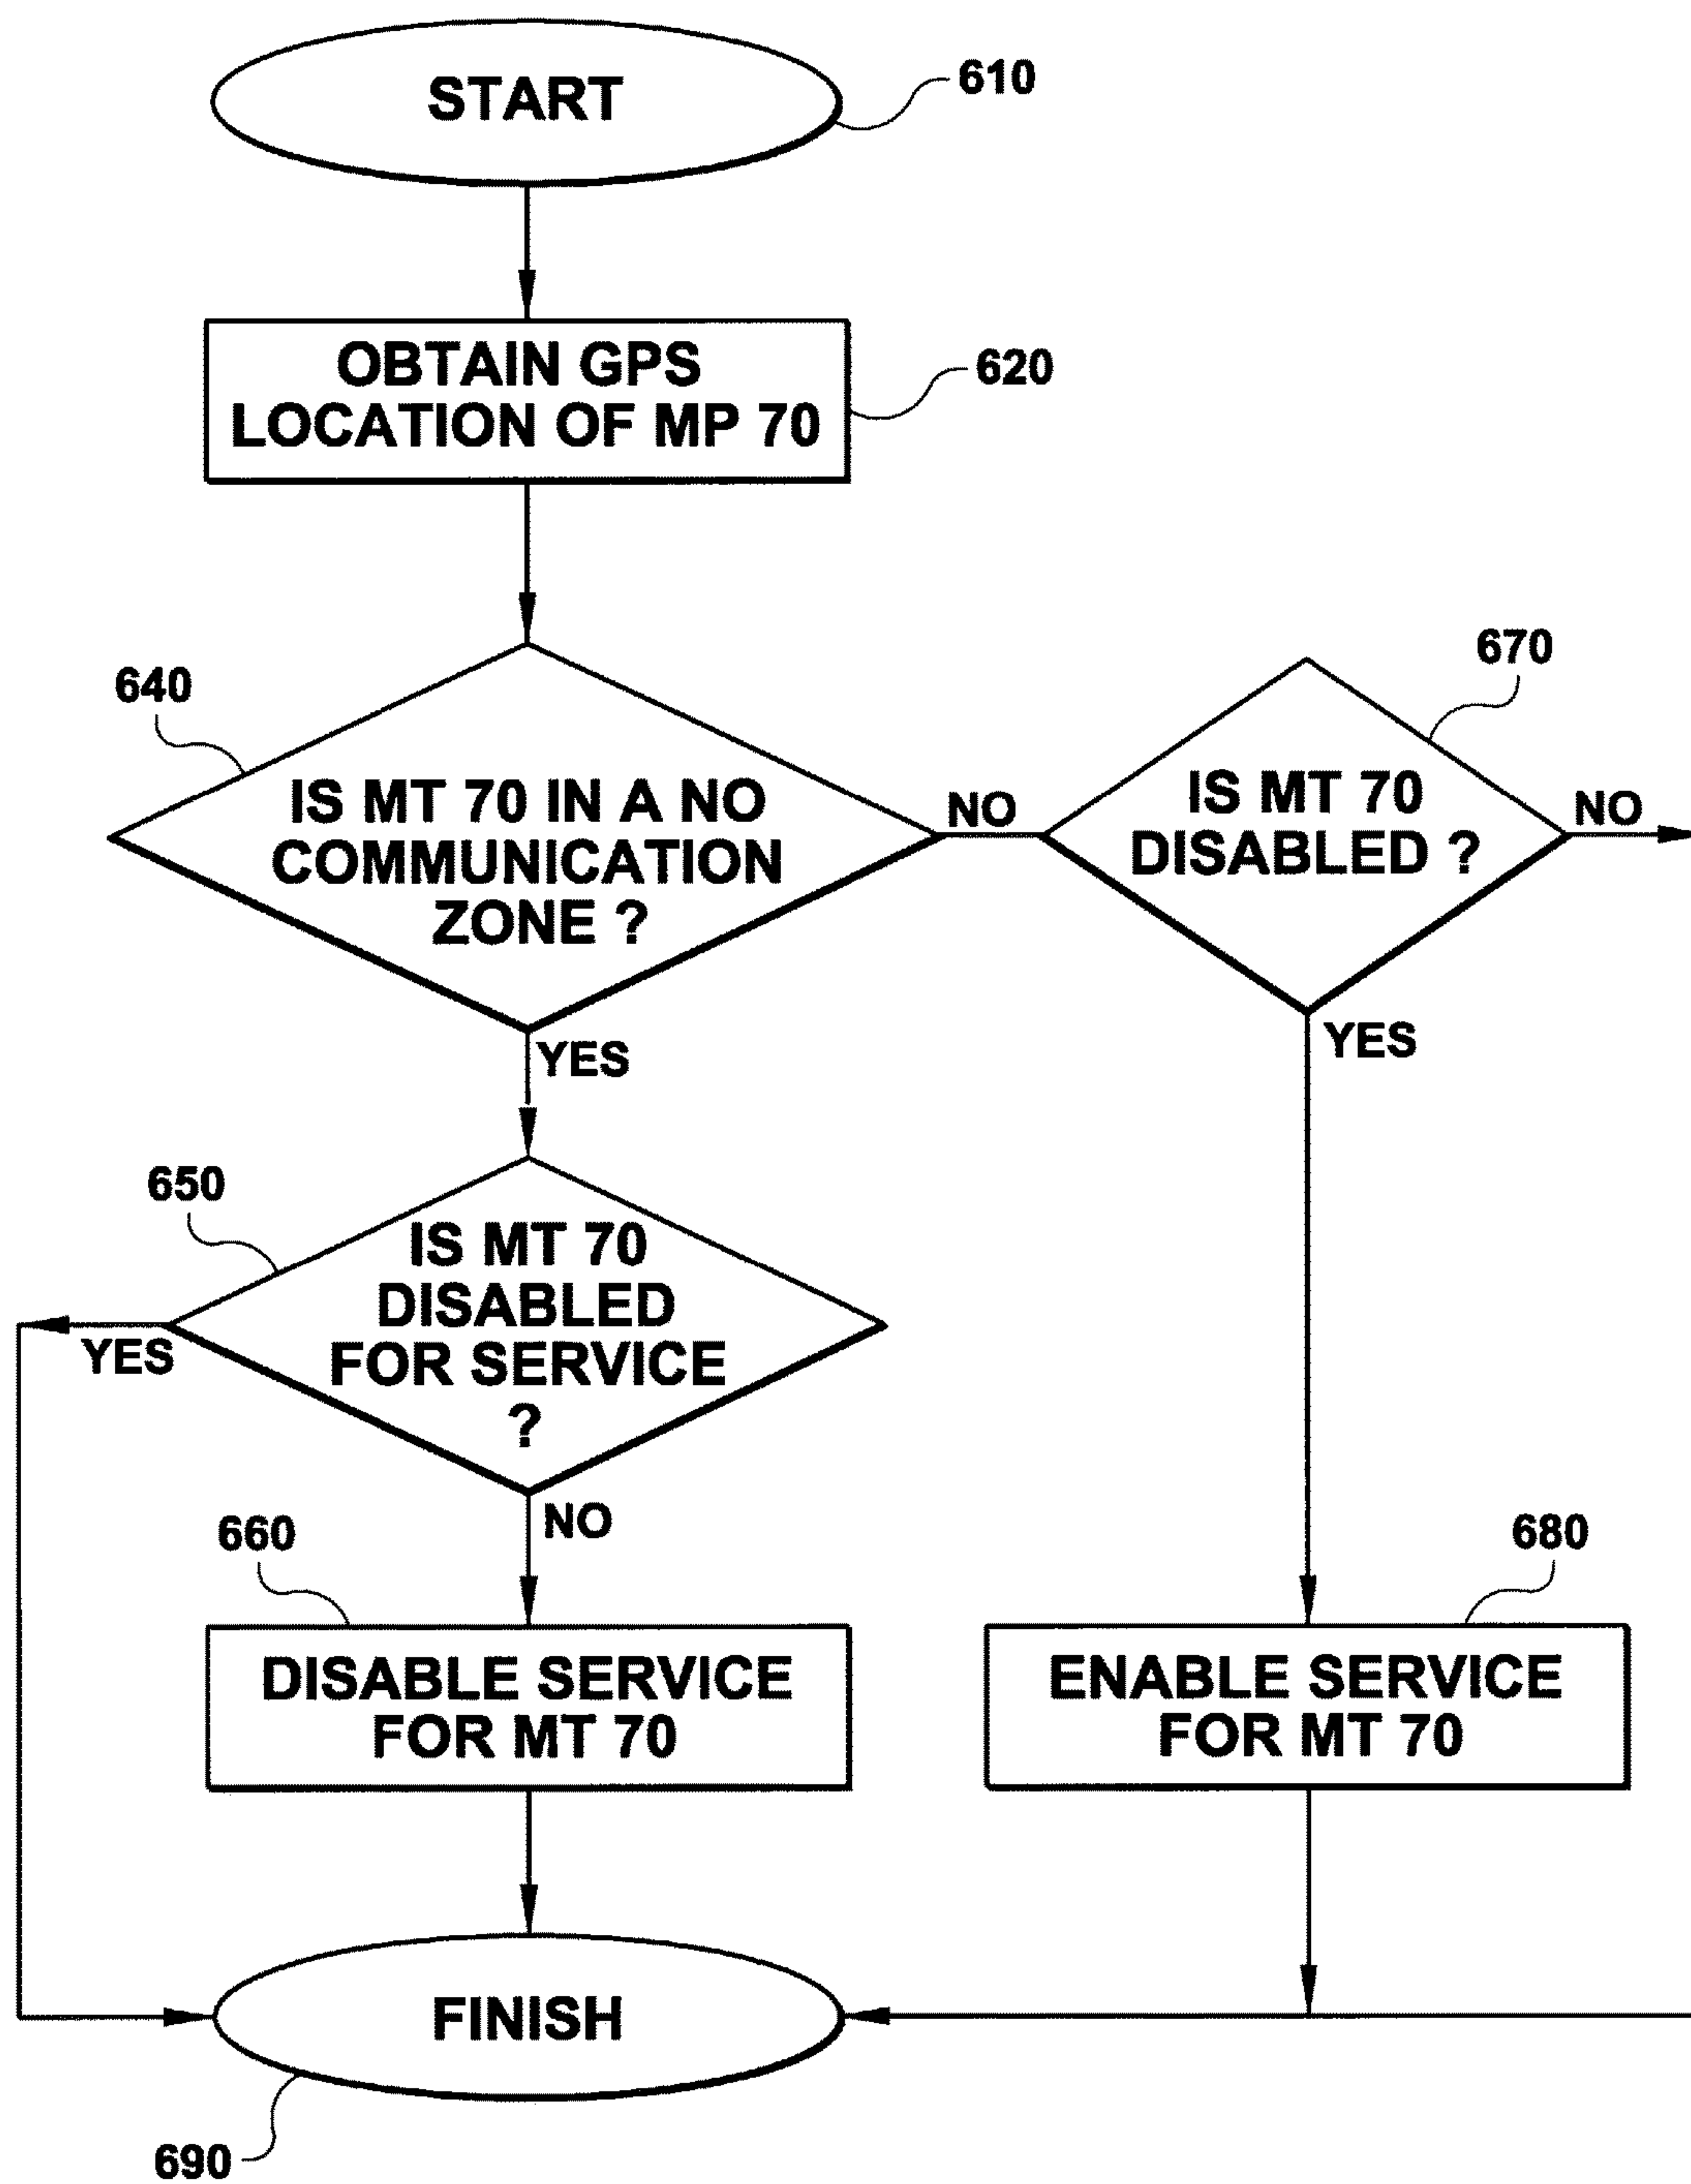 START
610
OBTAIN GPS
LOCATION OF MP 70
620
640
IS MT 70 IN A NO
COMMUNICATION
ZONE ?
NO
670
IS MT 70
DISABLED ?
NO
YES
YES
650
IS MT 70
DISABLED
FOR SERVICE
?
YES
NO
660
DISABLE SERVICE
FOR MT 70
680
ENABLE SERVICE
FOR MT 70
FINISH
690